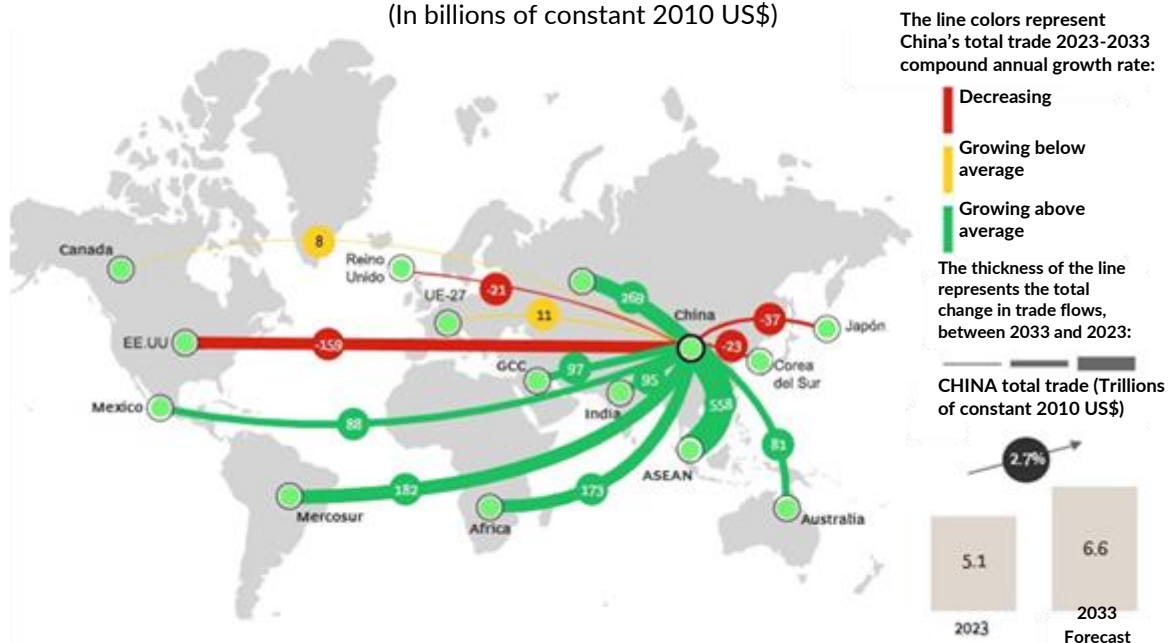 (In billions of constant 2010 US$)
The line colors represent
China’s total trade 2023-2033
compound annual growth rate:
Decreasing
Growing below
average
Growing above
average
The thickness of the line
represents the total
change in trade flows,
between 2033 and 2023:
CHINA total trade (Trillions
of constant 2010 US$)
2.7%
5.1
6.6
2023
2033
Forecast
Canada
8
Reino
Unido
-21
UE-27
11
269
China
-37
Japón
-23
Corea
del Sur
EE.UU
-159
GCC
97
95
India
558
Mexico
88
ASEAN
81
182
173
Mercosur
Africa
Australia